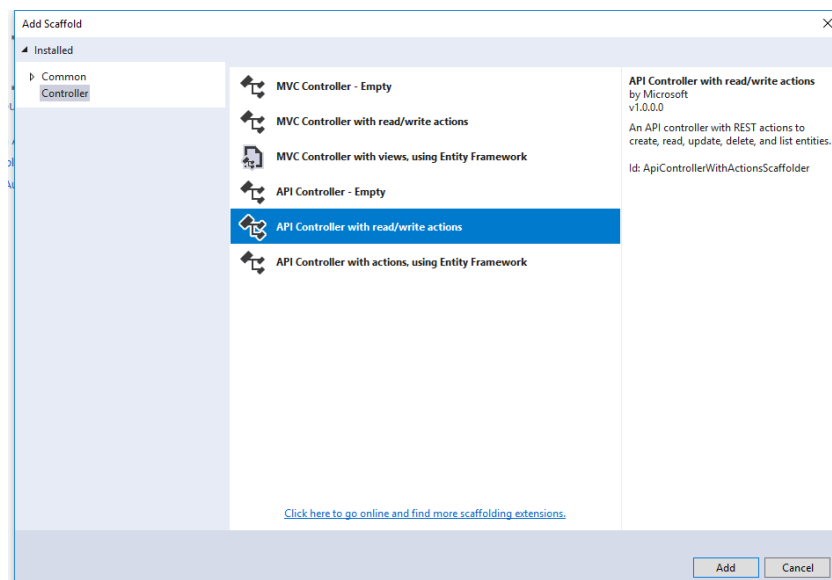 Add Scaffold
Installed
Common
Controller
MVC Controller - Empty
MVC Controller with read/write actions
MVC Controller with views, using Entity Framework
API Controller - Empty
API Controller with read/write actions
API Controller with actions, using Entity Framework
Click here to go online and find more scaffolding extensions.
API Controller with read/write actions
by Microsoft
v1.0.0.0
An API controller with REST actions to
create, read, update, delete, and list entities.
Id: ApiControllerWithActionsScaffolder
Add
Cancel